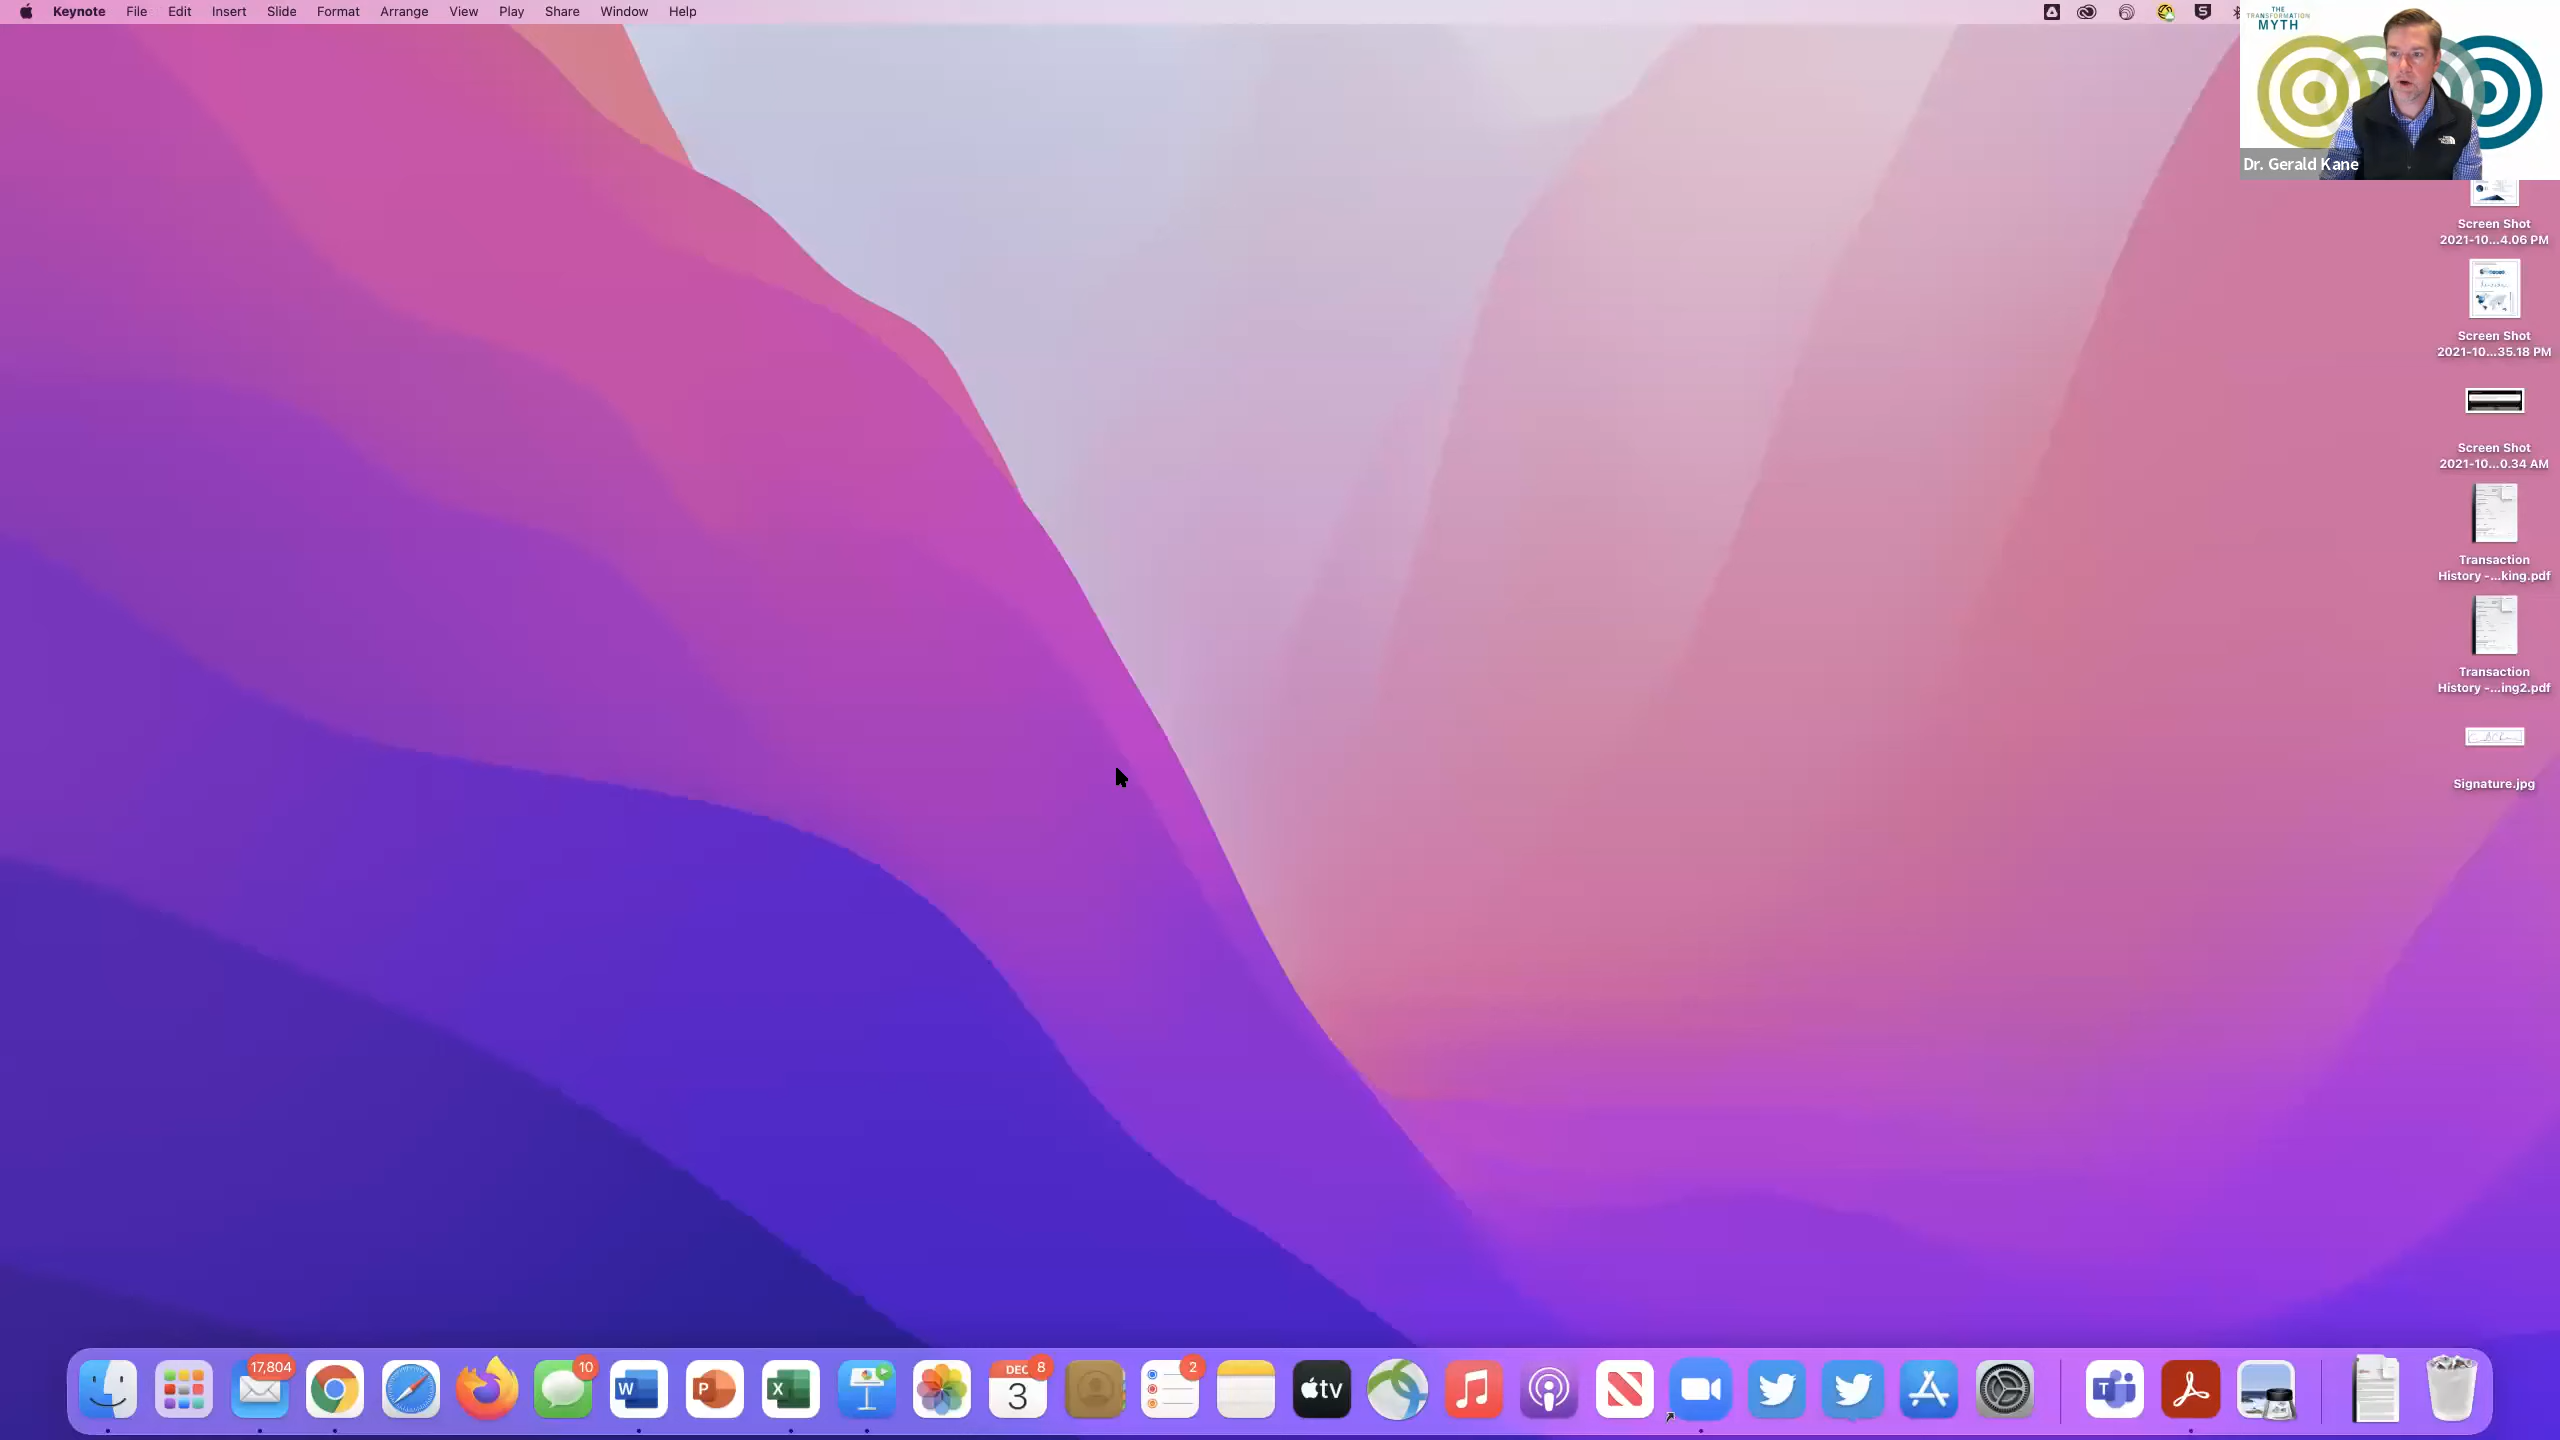 Keynote File Edit Insert Slide Format Arrange View Play Share Window Help
THE
TRANSFORMATION
MYTH
Dr. Gerald Kane
Screen Shot
2021-10...4.06 PM
Screen Shot
2021-10...35.18 PM
Screen Shot
2021-10...0.34 AM
Transaction
History -...king.pdf
Transaction
History -...ing2.pdf
Signature.jpg
17,804
10
W
P
X
DEC
8
3
2
tv
T